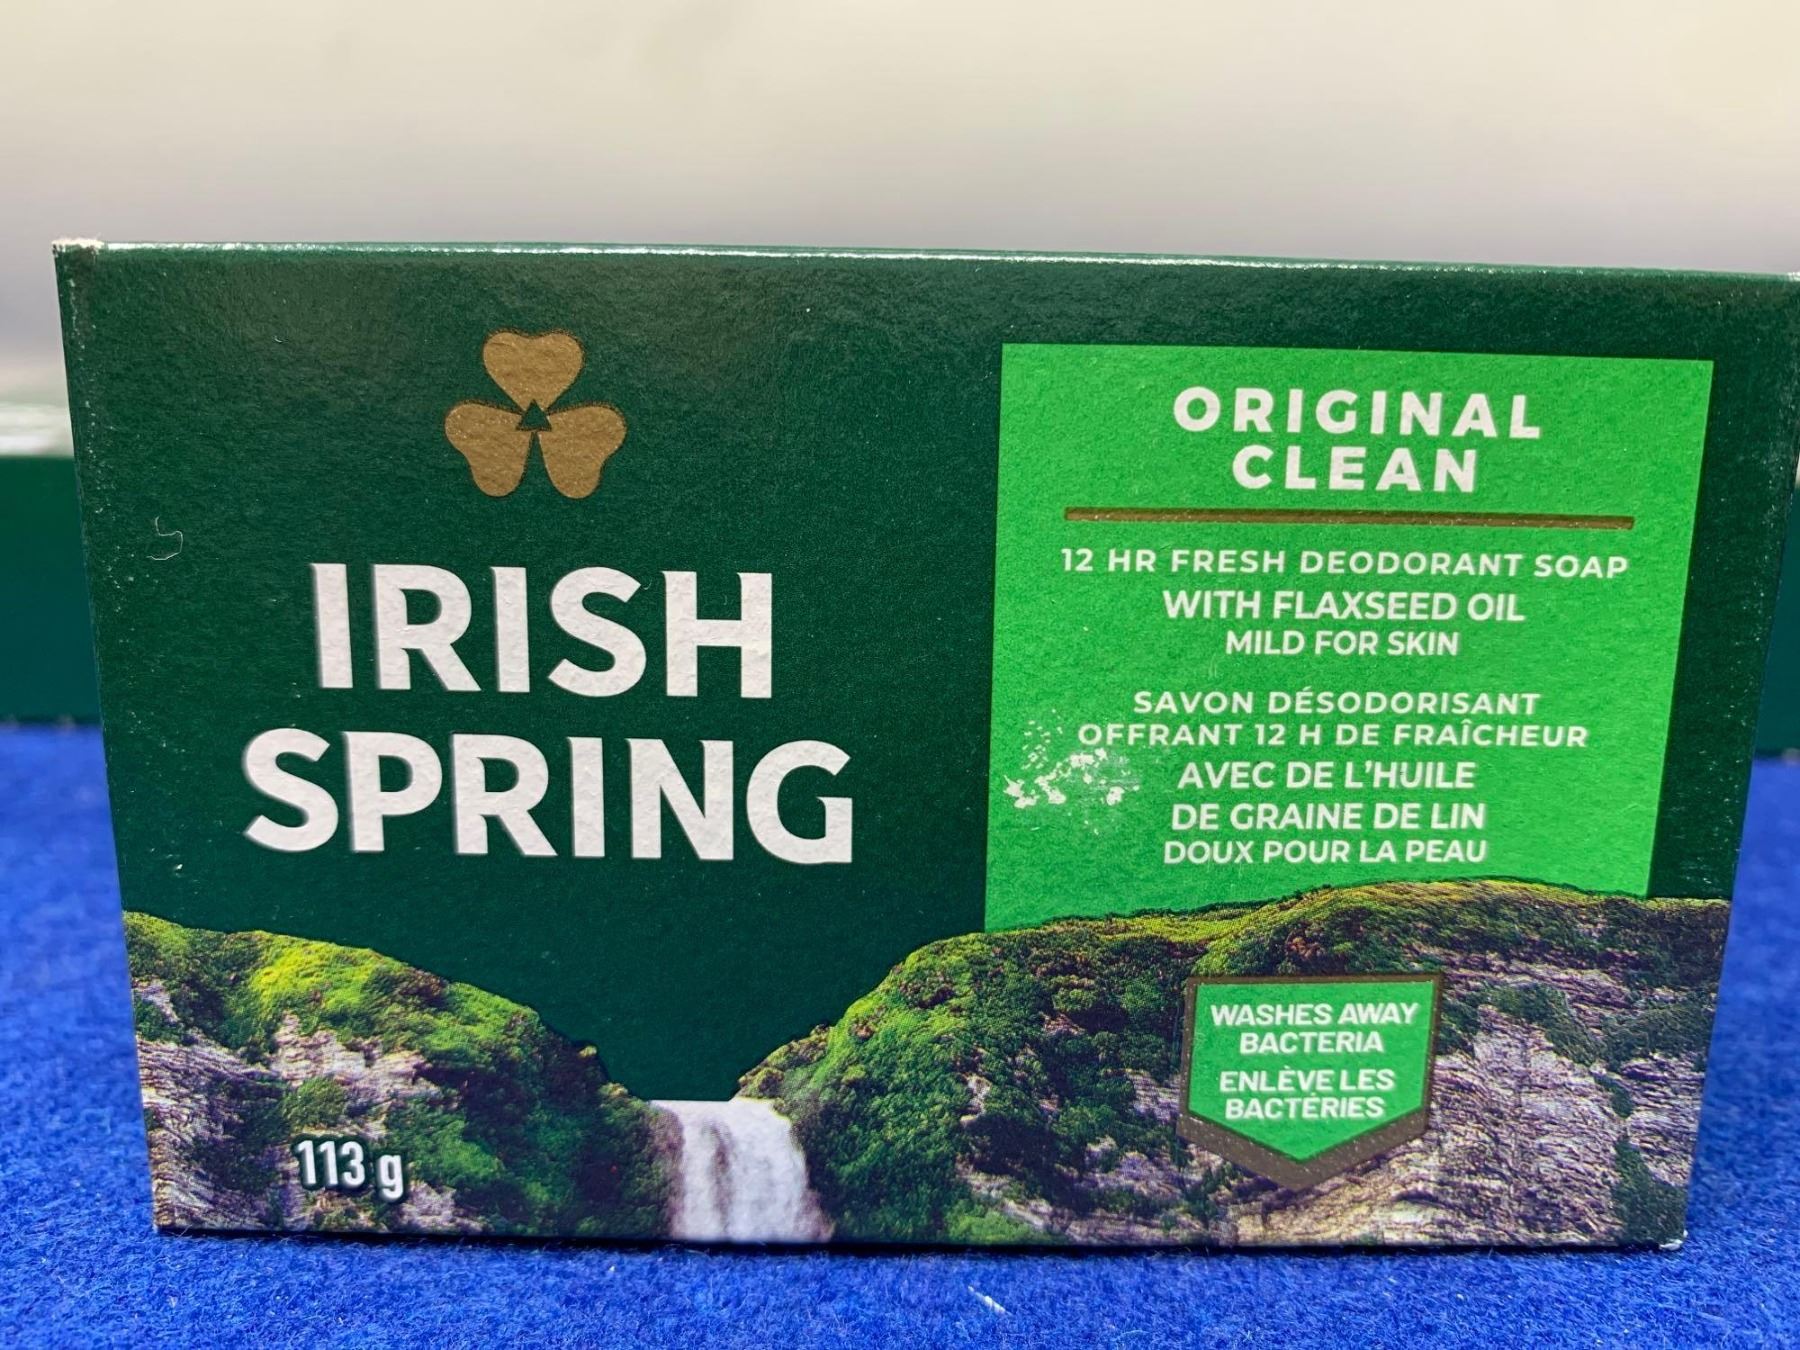 IRISH
SPRING
113 g
ORIGINAL
CLEAN
12 HR FRESH DEODORANT SOAP
WITH FLAXSEED OIL
MILD FOR SKIN
SAVON DÉSODORISANT
OFFRANT 12 H DE FRAÎCHEUR
AVEC DE L'HUILE
DE GRAINE DE LIN
DOUX POUR LA PEAU
WASHES AWAY
BACTERIA
ENLÈVE LES
BACTÉRIES